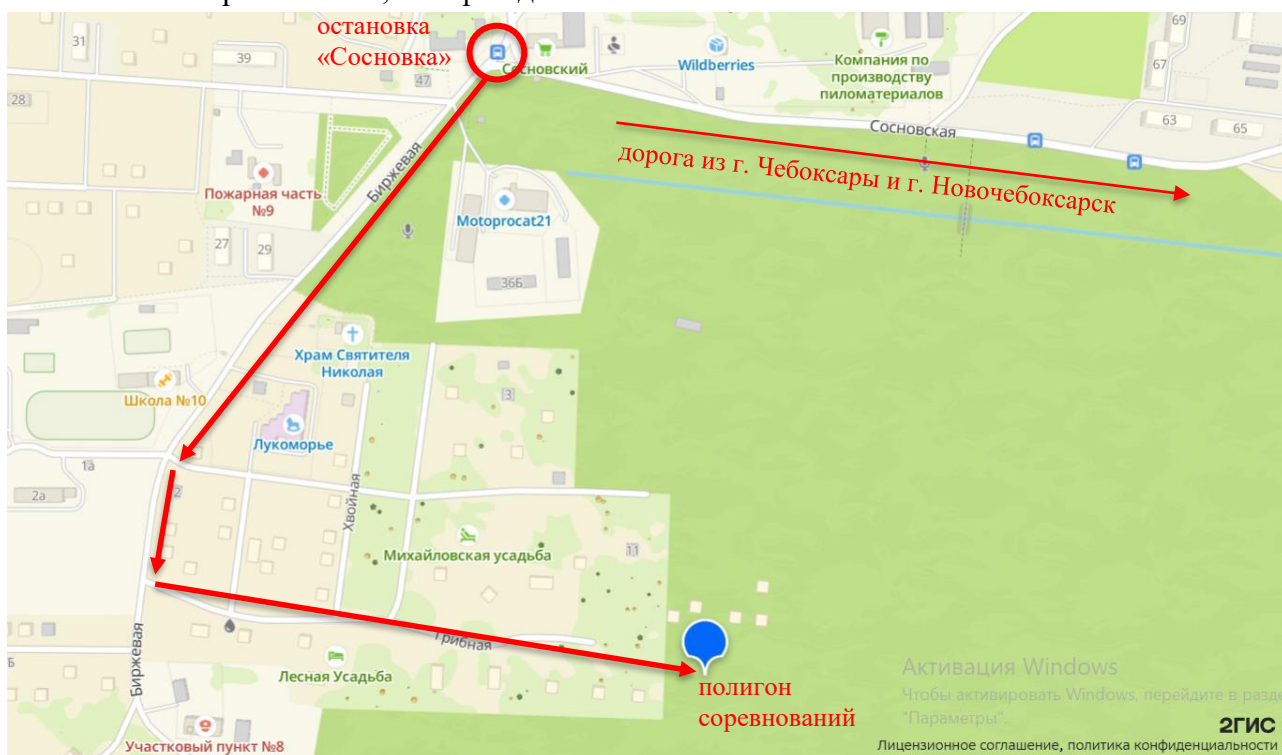 остановка
«Сосновка»
31
39
47
28
Сосновский
Wildberries
Компания по
производству
пиломатериалов
69
67
63
65
Сосновская
дорога из г. Чебоксары и г. Новочебоксарск
Биржевая
Пожарная часть
№9
27
29
Motoprocat21
36Б
Храм Святителя
Николая
Школа №10
Лукоморье
3
1а
2а
2
Хвойная
Михайловская усадьба
11
Грибная
Биржевая
Лесная Усадьба
Участковый пункт №8
полигон
соревнований
Активация Windows
Чтобы активировать Windows, перейдите в разде
"Параметры".
2ГИС
Лицензионное соглашение, политика конфиденциальности